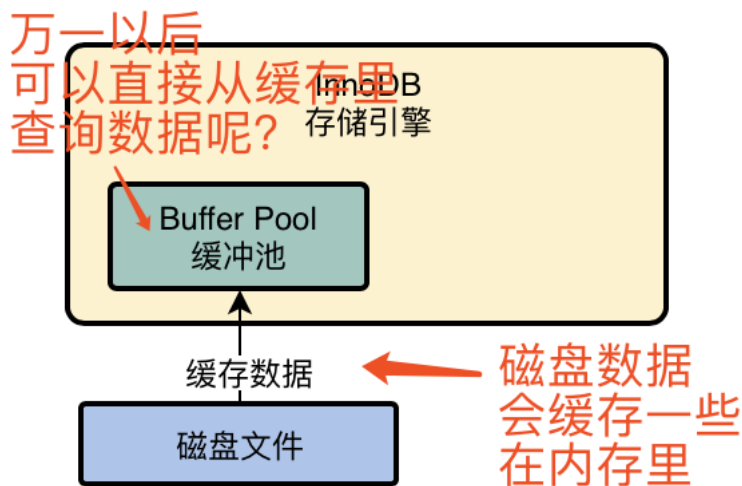 万一以后
可以直接从缓存里
查询数据呢？
InnoDB
存储引擎
Buffer Pool
缓冲池
缓存数据
磁盘文件
磁盘数据
会缓存一些
在内存里